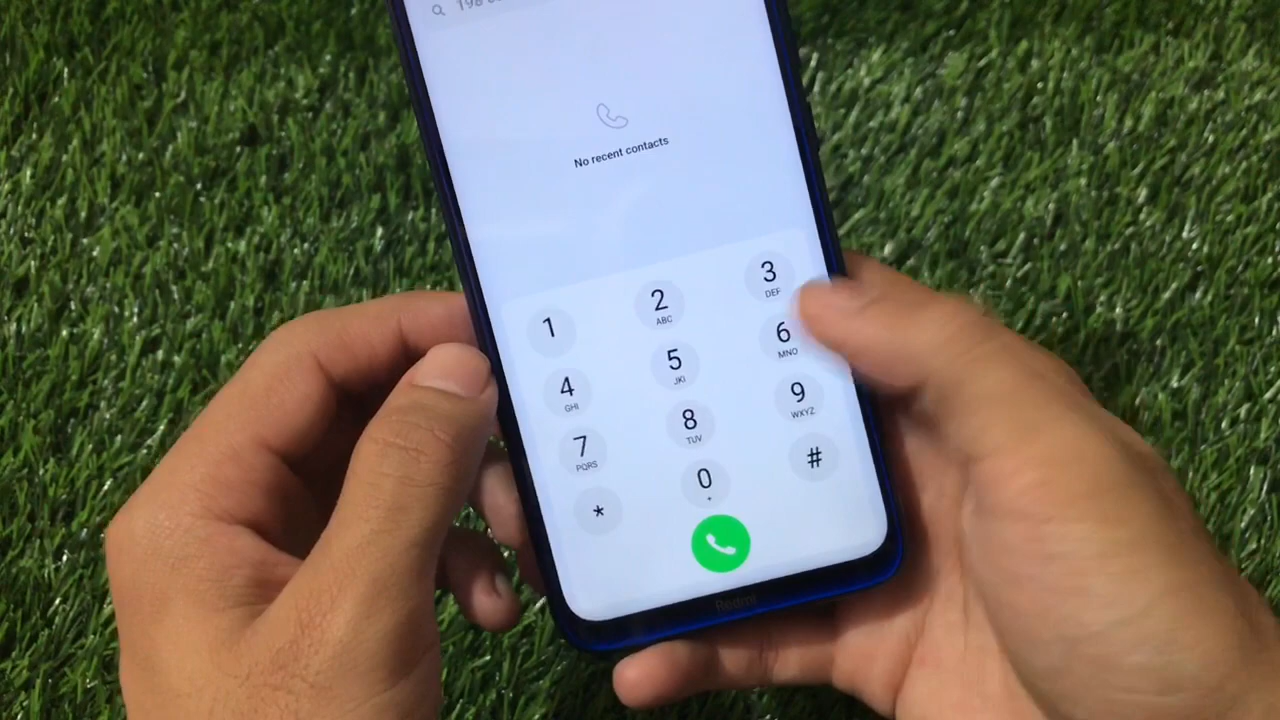 No recent contacts
1
2
ABC
3
DEF
4
GHI
5
JKL
6
MNO
7
PQRS
8
TUV
9
WXYZ
*
0
+
#
Redmi